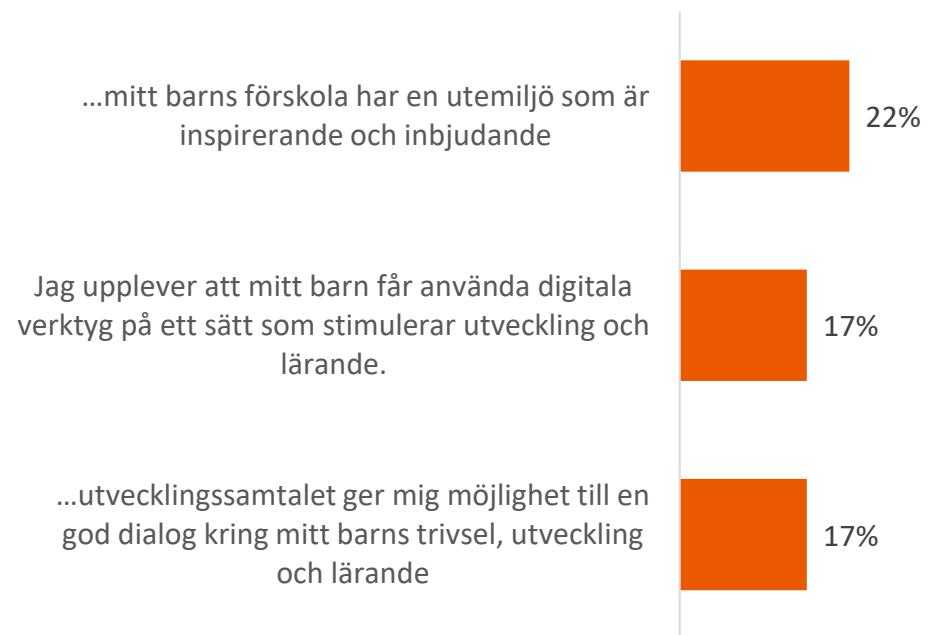 ...mitt barns förskola har en utemiljö som är
inspirerande och inbjudande
22%
Jag upplever att mitt barn får använda digitala
verktyg på ett sätt som stimulerar utveckling och
lärande.
17%
...utvecklingssamtalet ger mig möjlighet till en
god dialog kring mitt barns trivsel, utveckling
och lärande
17%